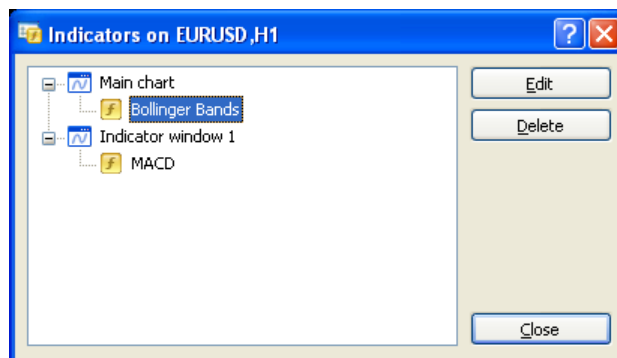 Indicators on EURUSD,H1
?
Main chart
Bollinger Bands
Indicator window 1
MACD
Edit
Delete
Close